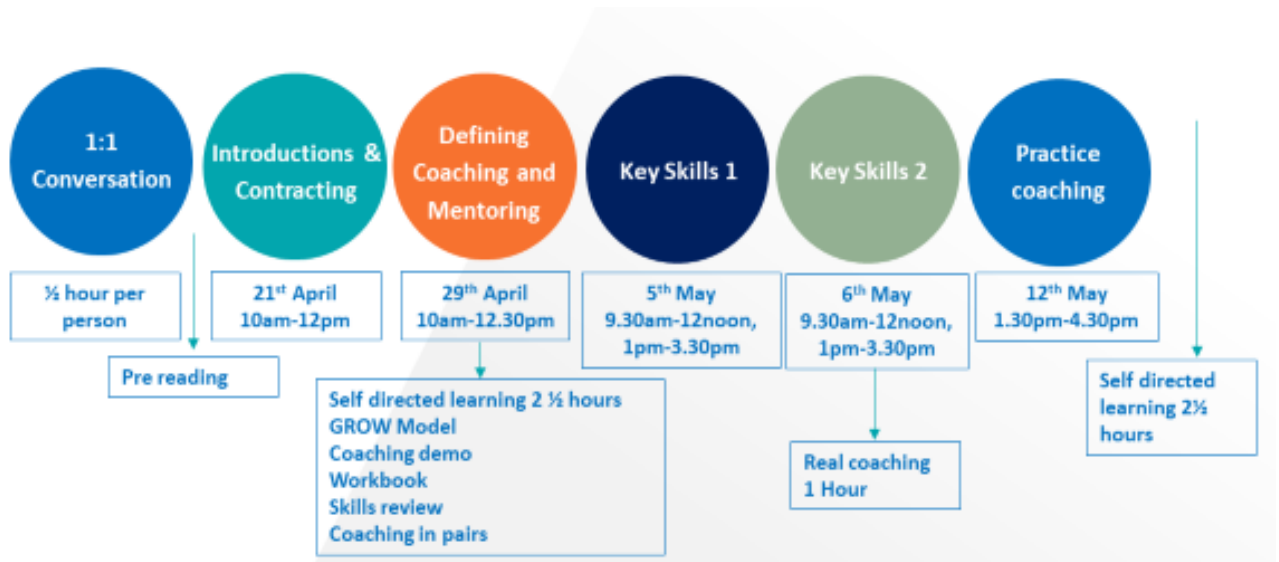 1:1
Conversation
Introductions &
Contracting
Defining
Coaching and
Mentoring
Key Skills 1
Key Skills 2
Practice
coaching
½ hour per
person
21st April
10am-12pm
29th April
10am-12.30pm
5th May
9.30am-12noon,
1pm-3.30pm
6th May
9.30am-12noon,
1pm-3.30pm
12th May
1.30pm-4.30pm
Pre reading
Self directed learning 2 ½ hours
GROW Model
Coaching demo
Workbook
Skills review
Coaching in pairs
Real coaching
1 Hour
Self directed
learning 2½
hours